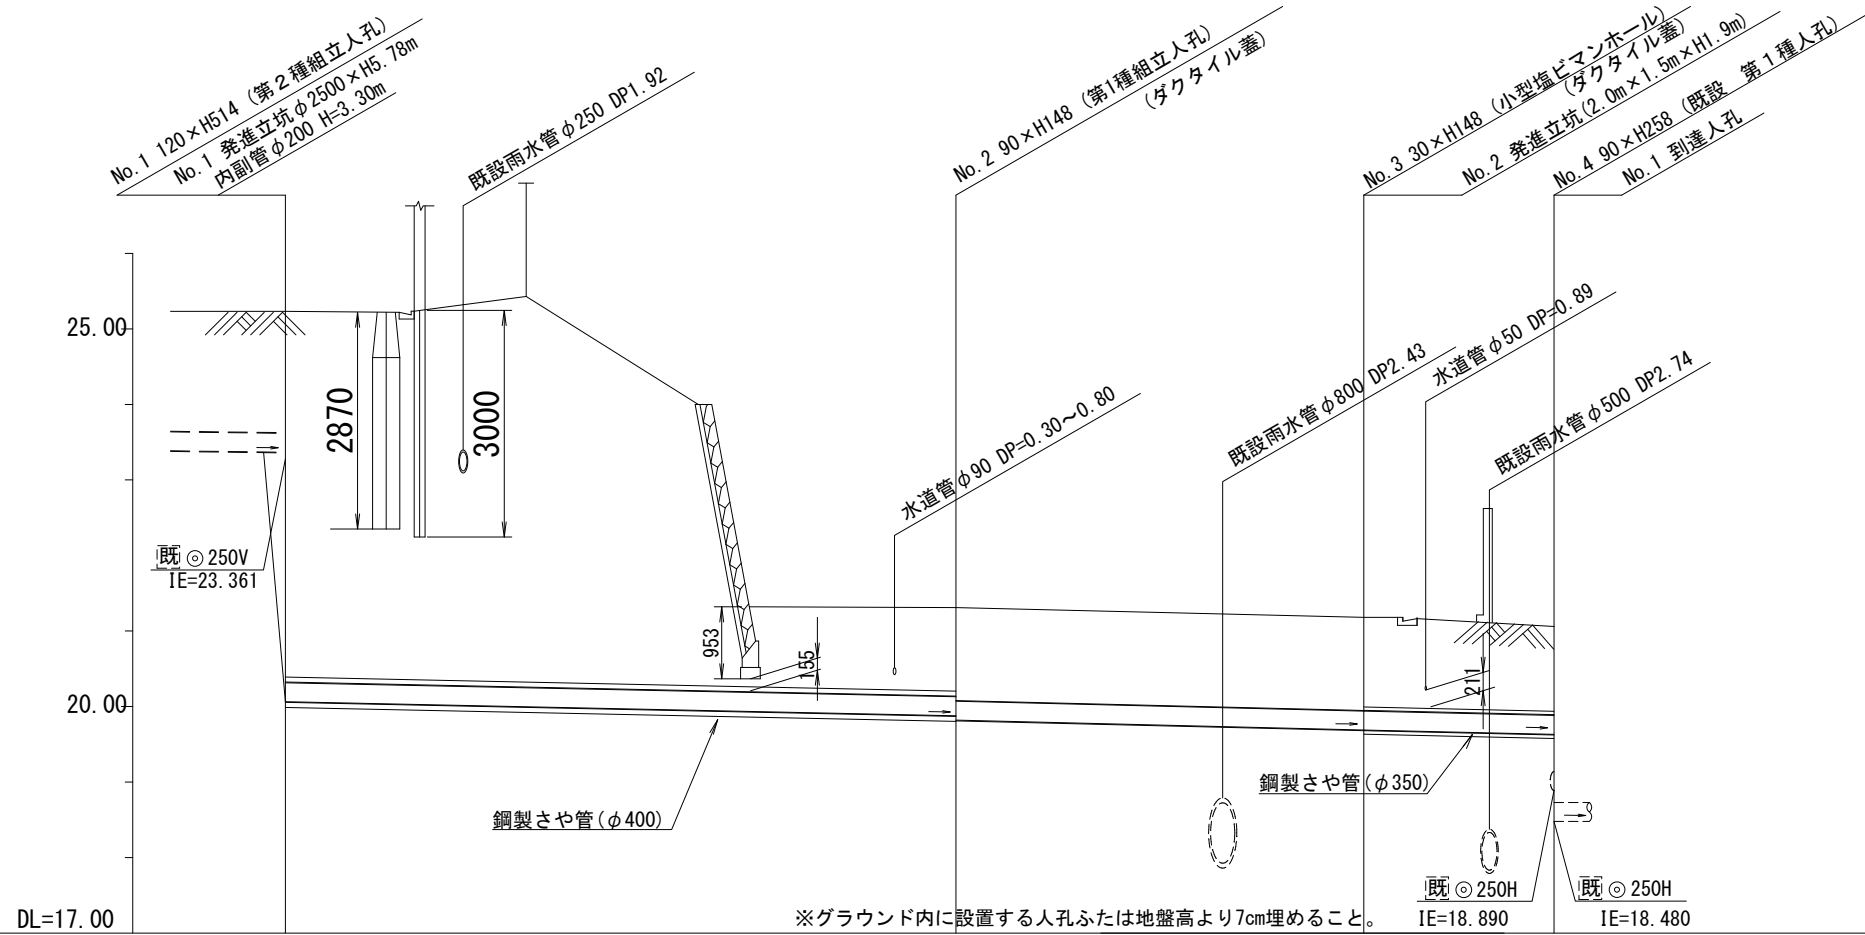 No.1 120×H514 (第2種組立人孔)
No.1 発進立坑φ2500×H5.78m
内副管φ200 H=3.30m
既設雨水管φ250 DP1.92
No.2 90×H148 (第1種組立人孔)
(ダクタイル蓋)
No.3 30×H148 (小型塩ビマンホール)
(ダクタイル蓋)
No.2 発進立坑(2.0m×1.5m×H1.9m)
No.4 90×H258 (既設 第1種人孔)
No.1 到達人孔
25.00
2870
3000
水道管φ90 DP=0.30～0.80
既設雨水管φ800 DP2.43
水道管φ50 DP=0.89
既設雨水管φ500 DP2.74
既 ◎250V
IE=23.361
953
155
211
20.00
鋼製さや管(φ400)
鋼製さや管(φ350)
既 ◎250H
IE=18.890
既 ◎250H
IE=18.480
DL=17.00
※グラウンド内に設置する人孔ふたは地盤高より7cm埋めること。